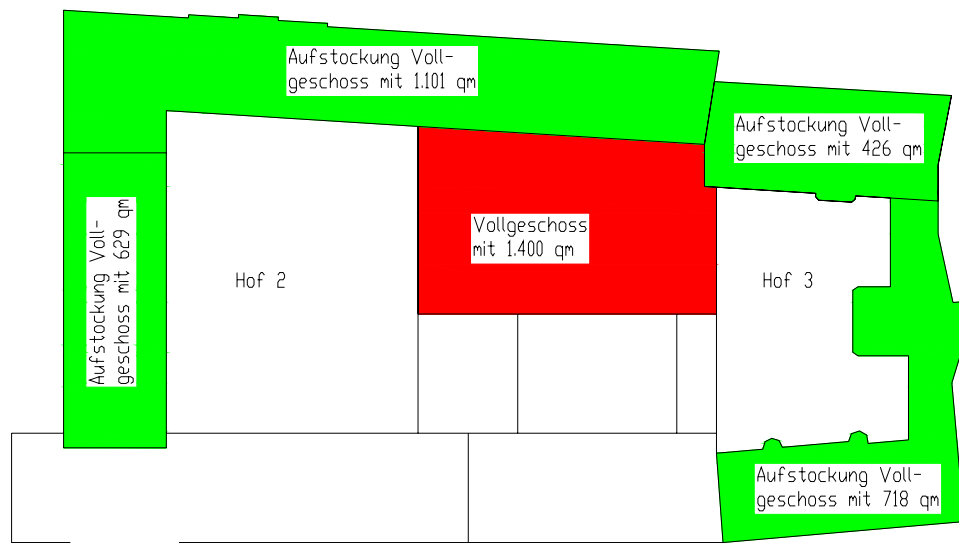 Aufstockung Voll-
geschoss mit 1.101 qm
Aufstockung Voll-
geschoss mit 426 qm
Aufstockung Voll-
geschoss mit 629 qm
Vollgeschoss
mit 1.400 qm
Hof 2
Hof 3
Aufstockung Voll-
geschoss mit 718 qm